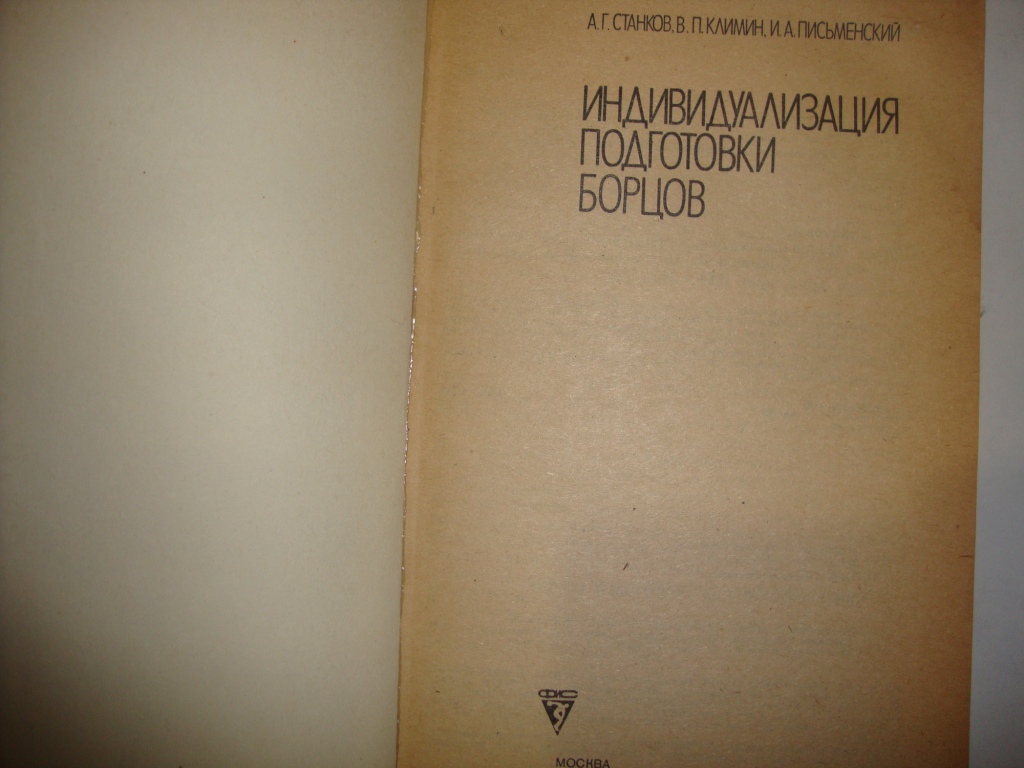 А.Г. СТАНКОВ, В. П. КЛИМИН, И. А. ПИСЬМЕНСКИЙ
ИНДИВИДУАЛИЗАЦИЯ
ПОДГОТОВКИ
БОРЦОВ
ФИС
МОСКВА